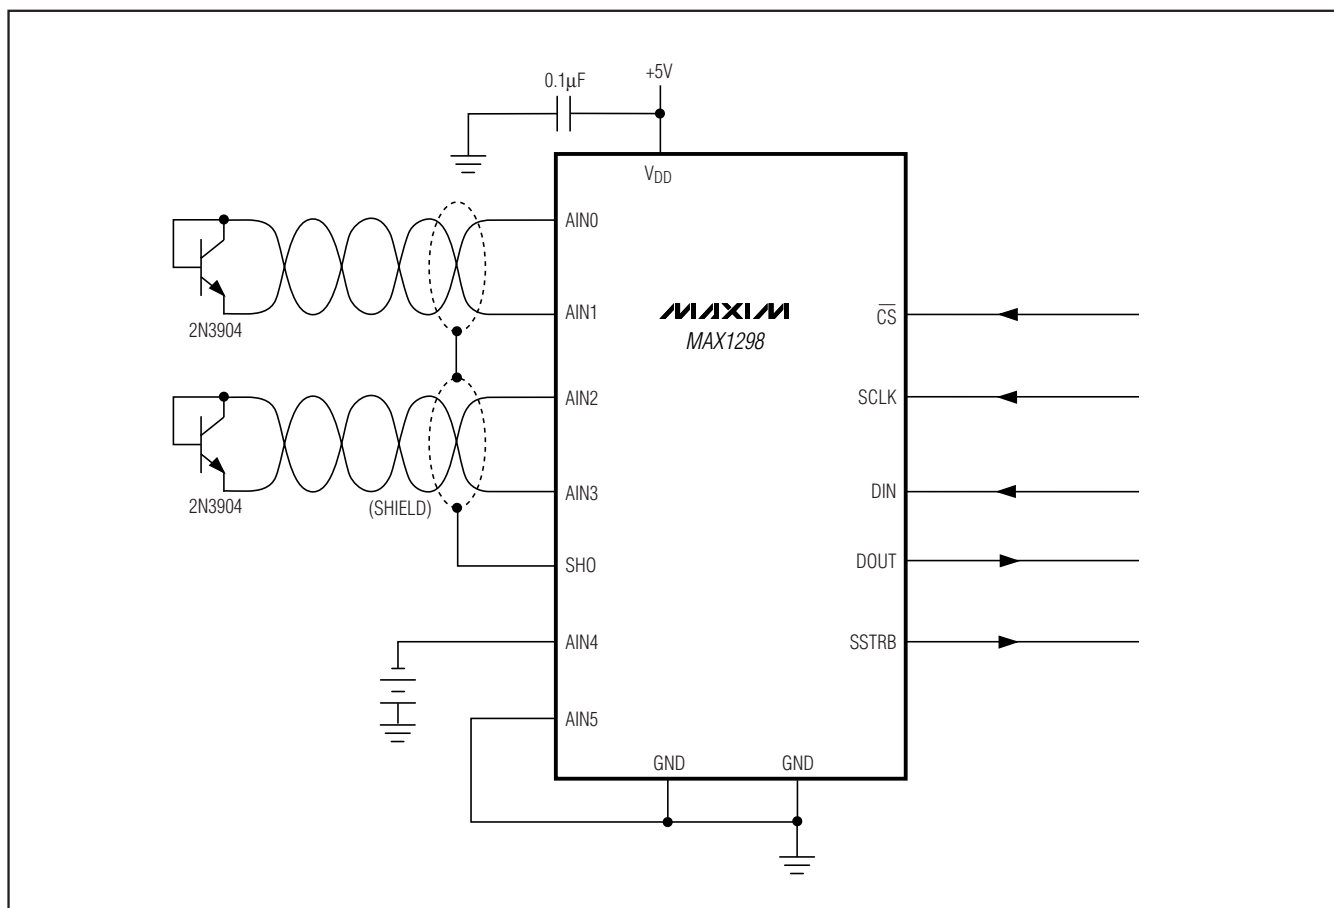 +5V
0.1µF
VDD
AIN0
AIN1
2N3904
MAXIM
MAX1298
CS
AIN2
SCLK
AIN3
DIN
2N3904
(SHIELD)
SHO
DOUT
AIN4
SSTRB
AIN5
GND GND